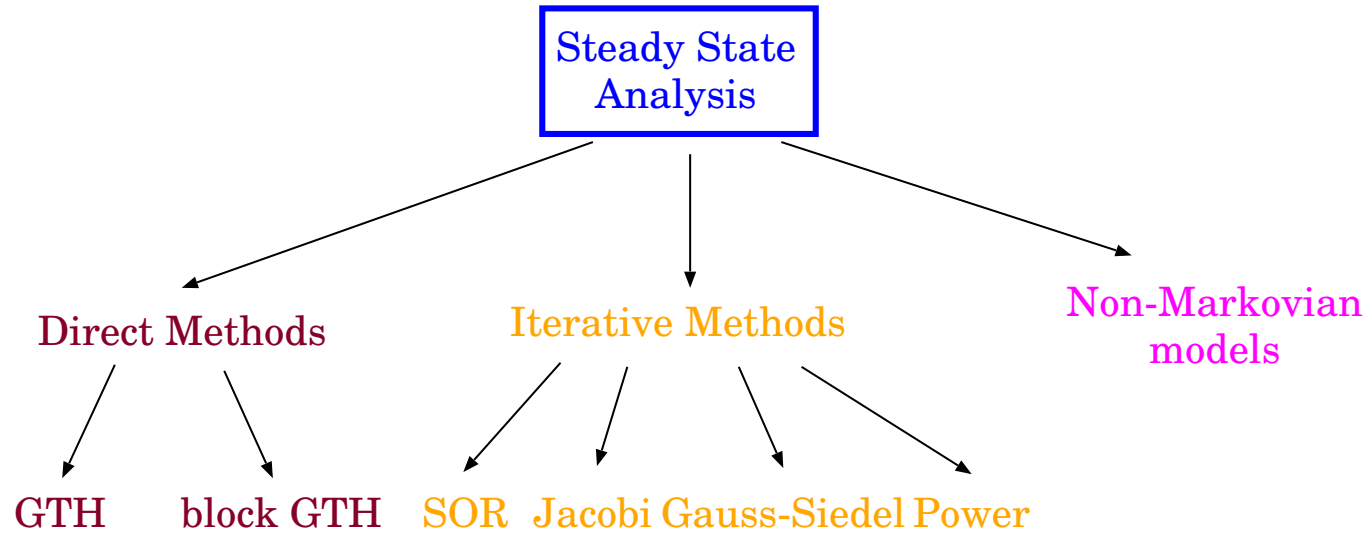 Steady State
Analysis
Direct Methods
Iterative Methods
Non-Markovian
models
GTH
block GTH
SOR
Jacobi
Gauss-Siedel
Power